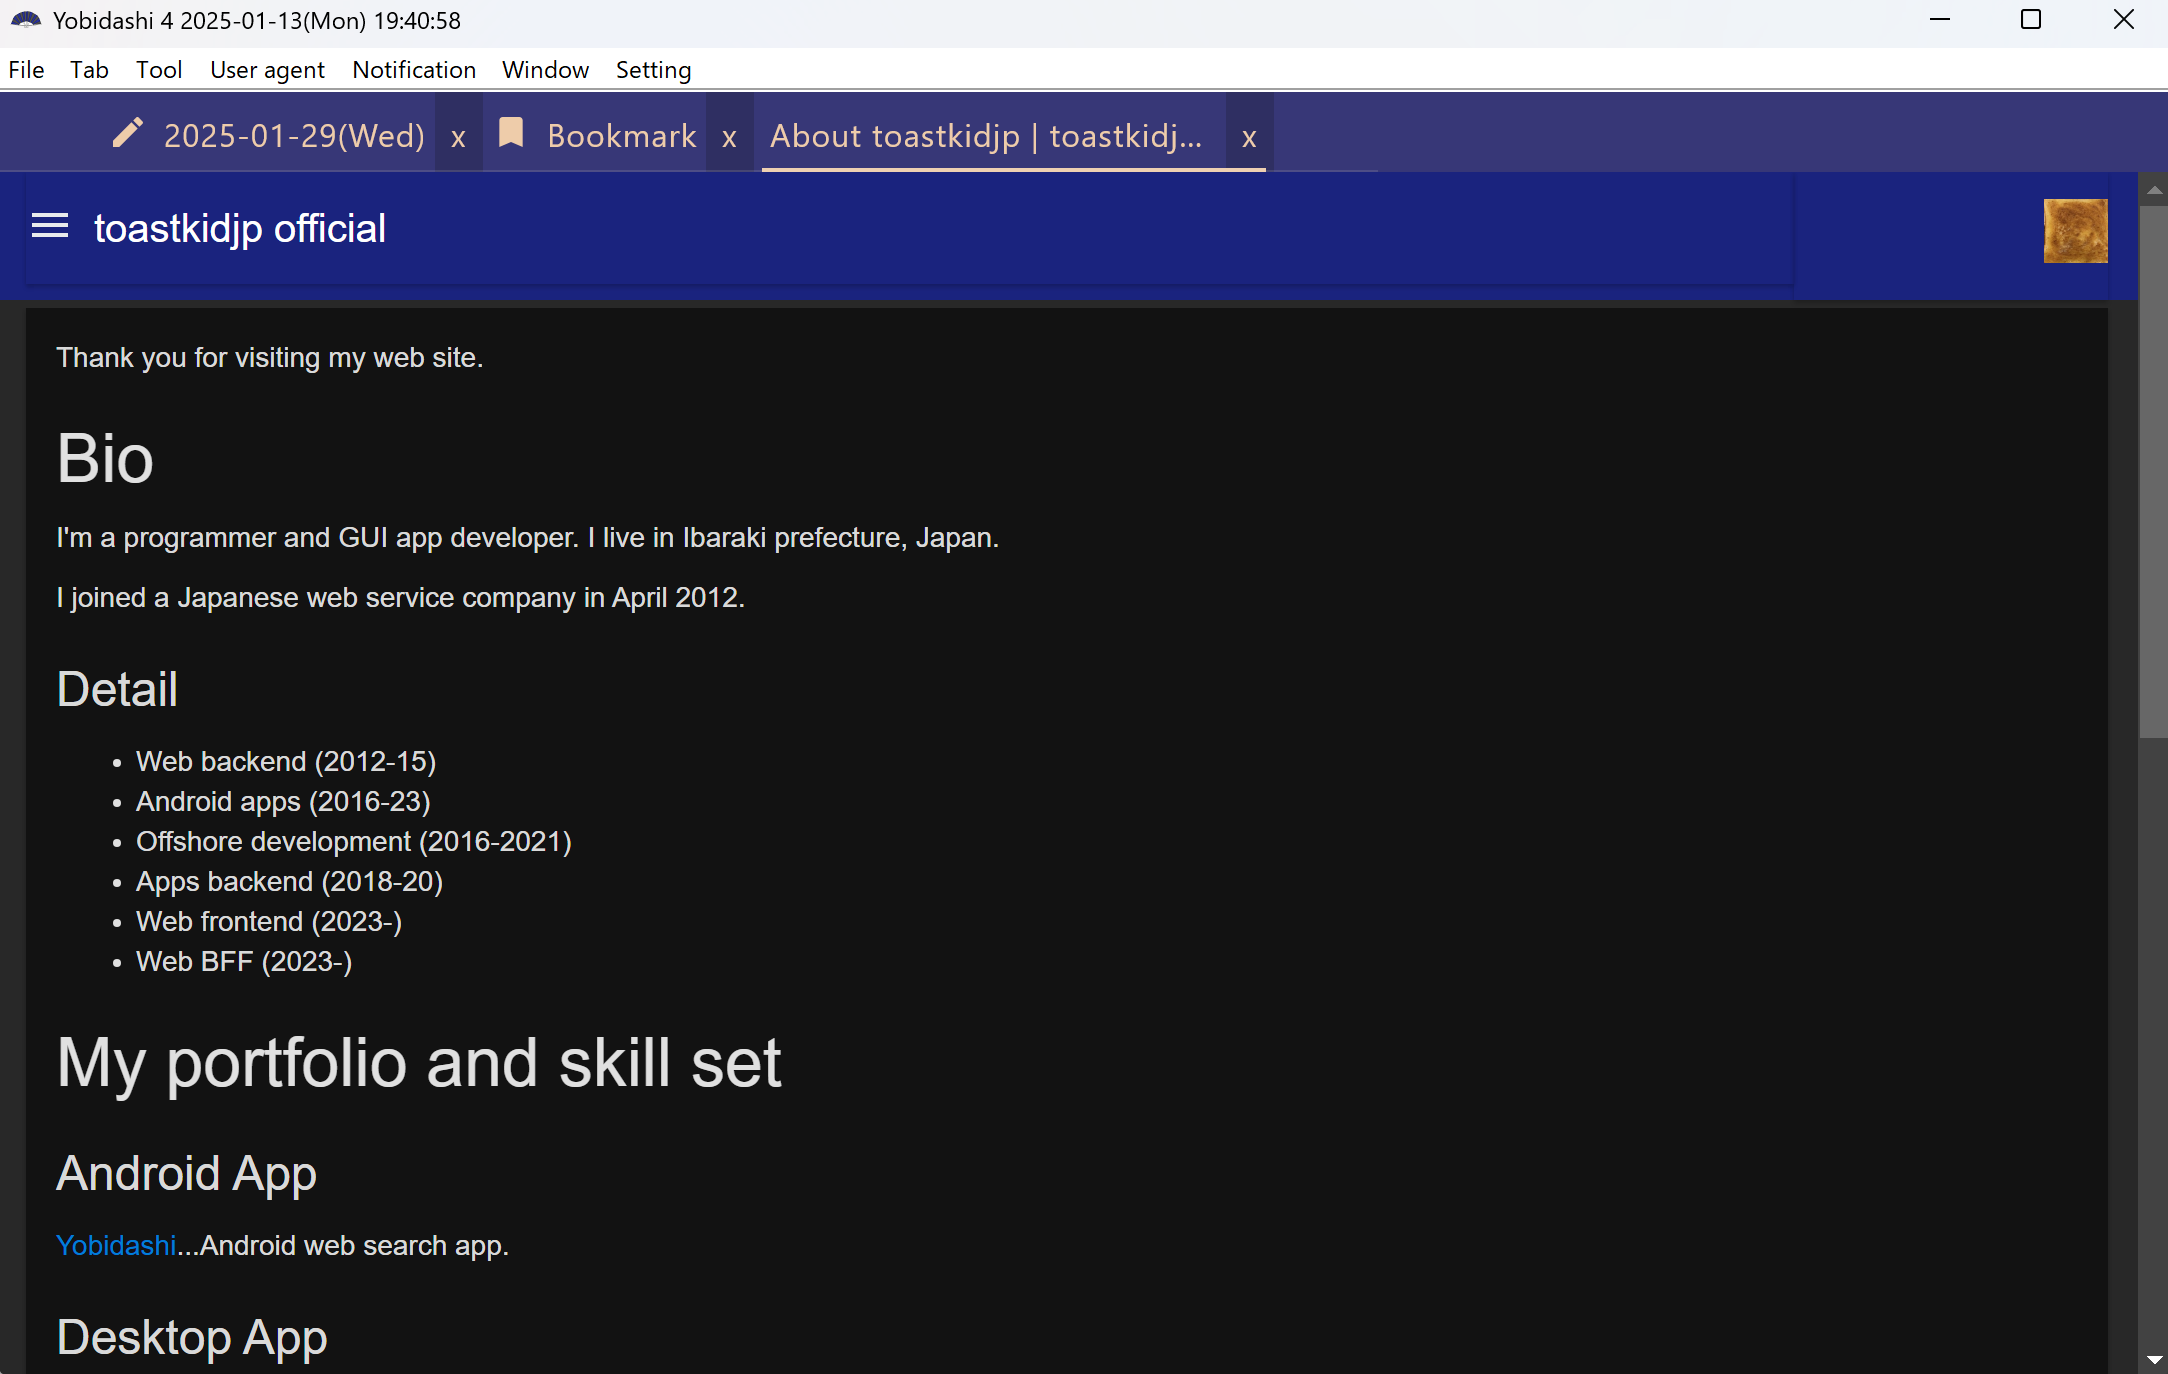 Yobidashi 4 2025-01-13(Mon) 19:40:58
File Tab Tool User agent Notification Window Setting
2025-01-29(Wed) x Bookmark x About toastkidjp | toastkidj... x
toastkidjp official
Thank you for visiting my web site.
Bio
I'm a programmer and GUI app developer. I live in Ibaraki prefecture, Japan.
I joined a Japanese web service company in April 2012.
Detail
• Web backend (2012-15)
• Android apps (2016-23)
• Offshore development (2016-2021)
• Apps backend (2018-20)
• Web frontend (2023-)
• Web BFF (2023-)
My portfolio and skill set
Android App
Yobidashi...Android web search app.
Desktop App